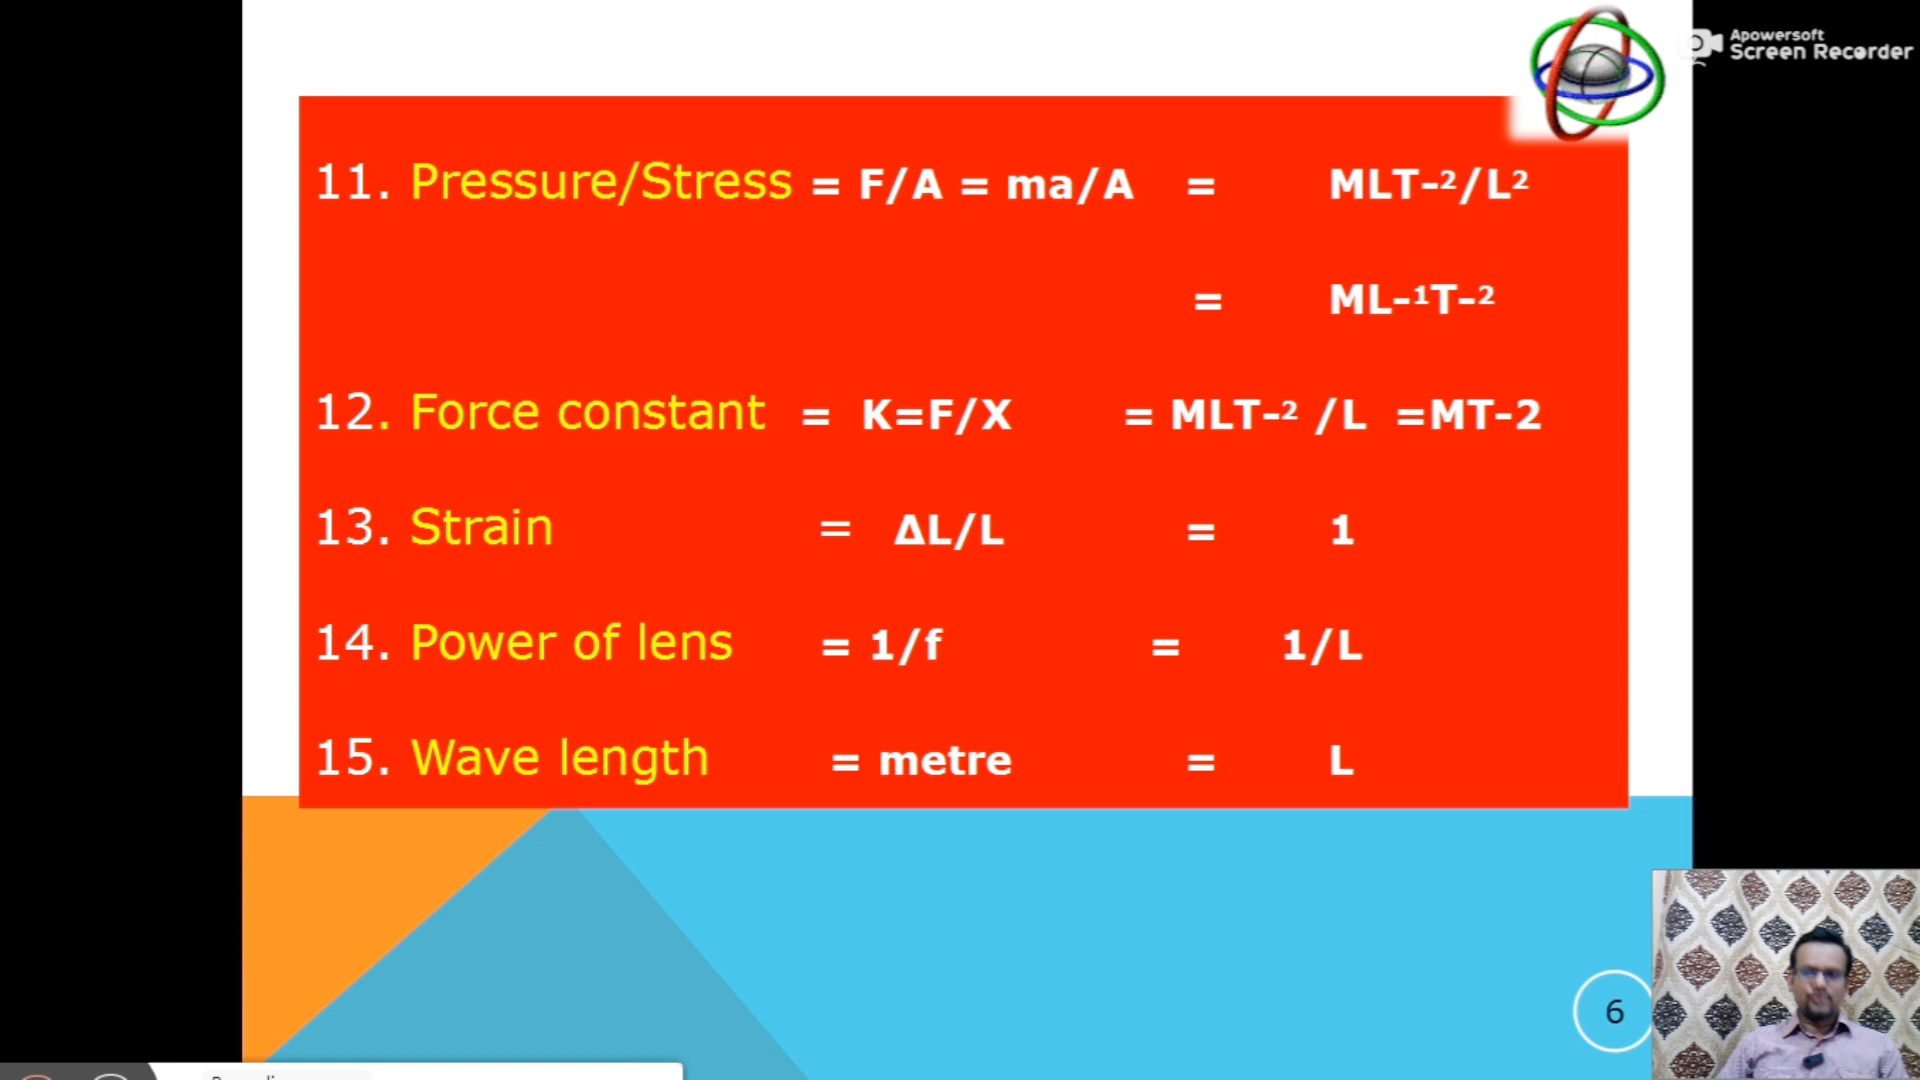 Apowersoft
Screen Recorder
11. Pressure/Stress = F/A = ma/A = MLT-²/L²
= ML-¹T-²
12. Force constant = K=F/X = MLT-² /L =MT-2
13. Strain = ΔL/L = 1
14. Power of lens = 1/f = 1/L
15. Wave length = metre = L
6